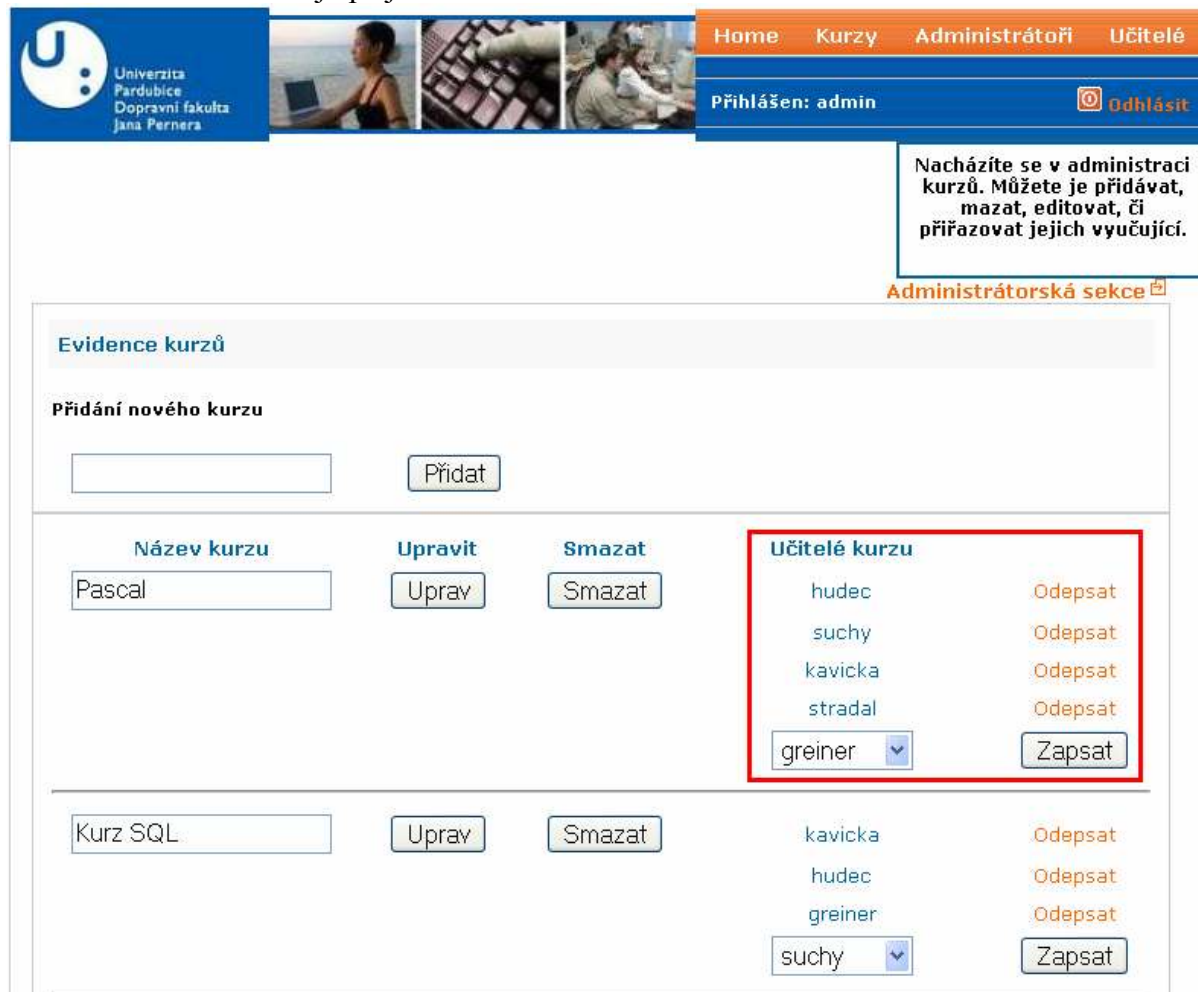 Univerzita
Pardubice
Dopravní fakulta
Jana Pernera
Home Kurzy Administrátoři Učitelé
Přihlášen: admin Odhlásit
Nacházíte se v administraci
kurzů. Můžete je přidávat,
mazat, editovat, či
přiřazovat jejich vyučující.
Administrátorská sekce
Evidence kurzů
Přidání nového kurzu
Přidat
Název kurzu Upravit Smazat Učitelé kurzu
Pascal Uprav Smazat hudec Odepsat
suchy Odepsat
kavicka Odepsat
stradal Odepsat
greiner Zapsat
Kurz SQL Uprav Smazat kavicka Odepsat
hudec Odepsat
greiner Odepsat
suchy Zapsat